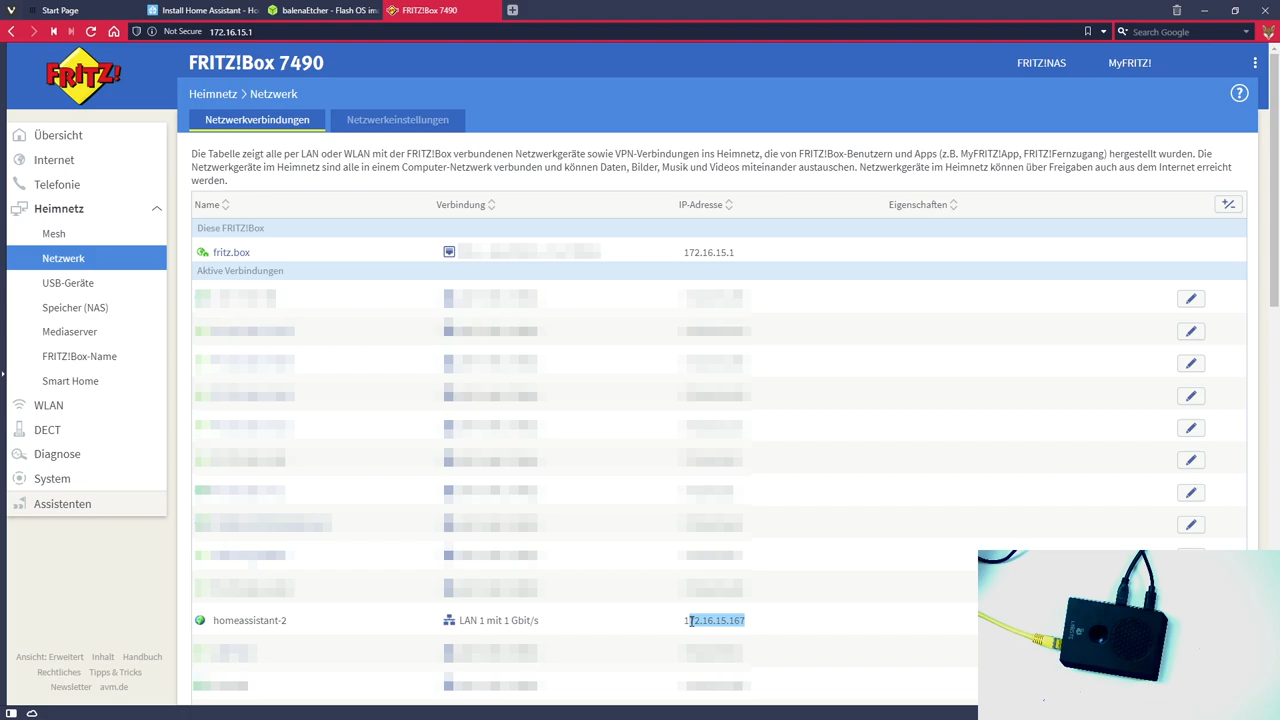 Start Page
Install Home Assistant - Ho
balenaEtcher - Flash OS im
FRITZ!Box 7490
Not Secure 172.16.15.1
Search Google
FRITZ!
FRITZ!Box 7490
FRITZ!NAS
MyFRITZ!
Heimnetz > Netzwerk
Netzwerkverbindungen
Netzwerkeinstellungen
Übersicht
Internet
Telefonie
Heimnetz
Mesh
Netzwerk
USB-Geräte
Speicher (NAS)
Mediaserver
FRITZ!Box-Name
Smart Home
WLAN
DECT
Diagnose
System
Assistenten
Ansicht: Erweitert Inhalt Handbuch
Rechtliches Tipps & Tricks
Newsletter avm.de
Die Tabelle zeigt alle per LAN oder WLAN mit der FRITZ!Box verbundenen Netzwerkgeräte sowie VPN-Verbindungen ins Heimnetz, die von FRITZ!Box-Benutzern und Apps (z.B. MyFRITZ!App, FRITZ!Fernzugang) hergestellt wurden. Die
Netzwerkgeräte im Heimnetz sind alle in einem Computer-Netzwerk verbunden und können Daten, Bilder, Musik und Videos miteinander austauschen. Netzwerkgeräte im Heimnetz können über Freigaben auch aus dem Internet erreicht
werden.
Name Verbindung IP-Adresse Eigenschaften
Diese FRITZ!Box
fritz.box 172.16.15.1
Aktive Verbindungen
homeassistant-2 LAN 1 mit 1 Gbit/s 172.16.15.167